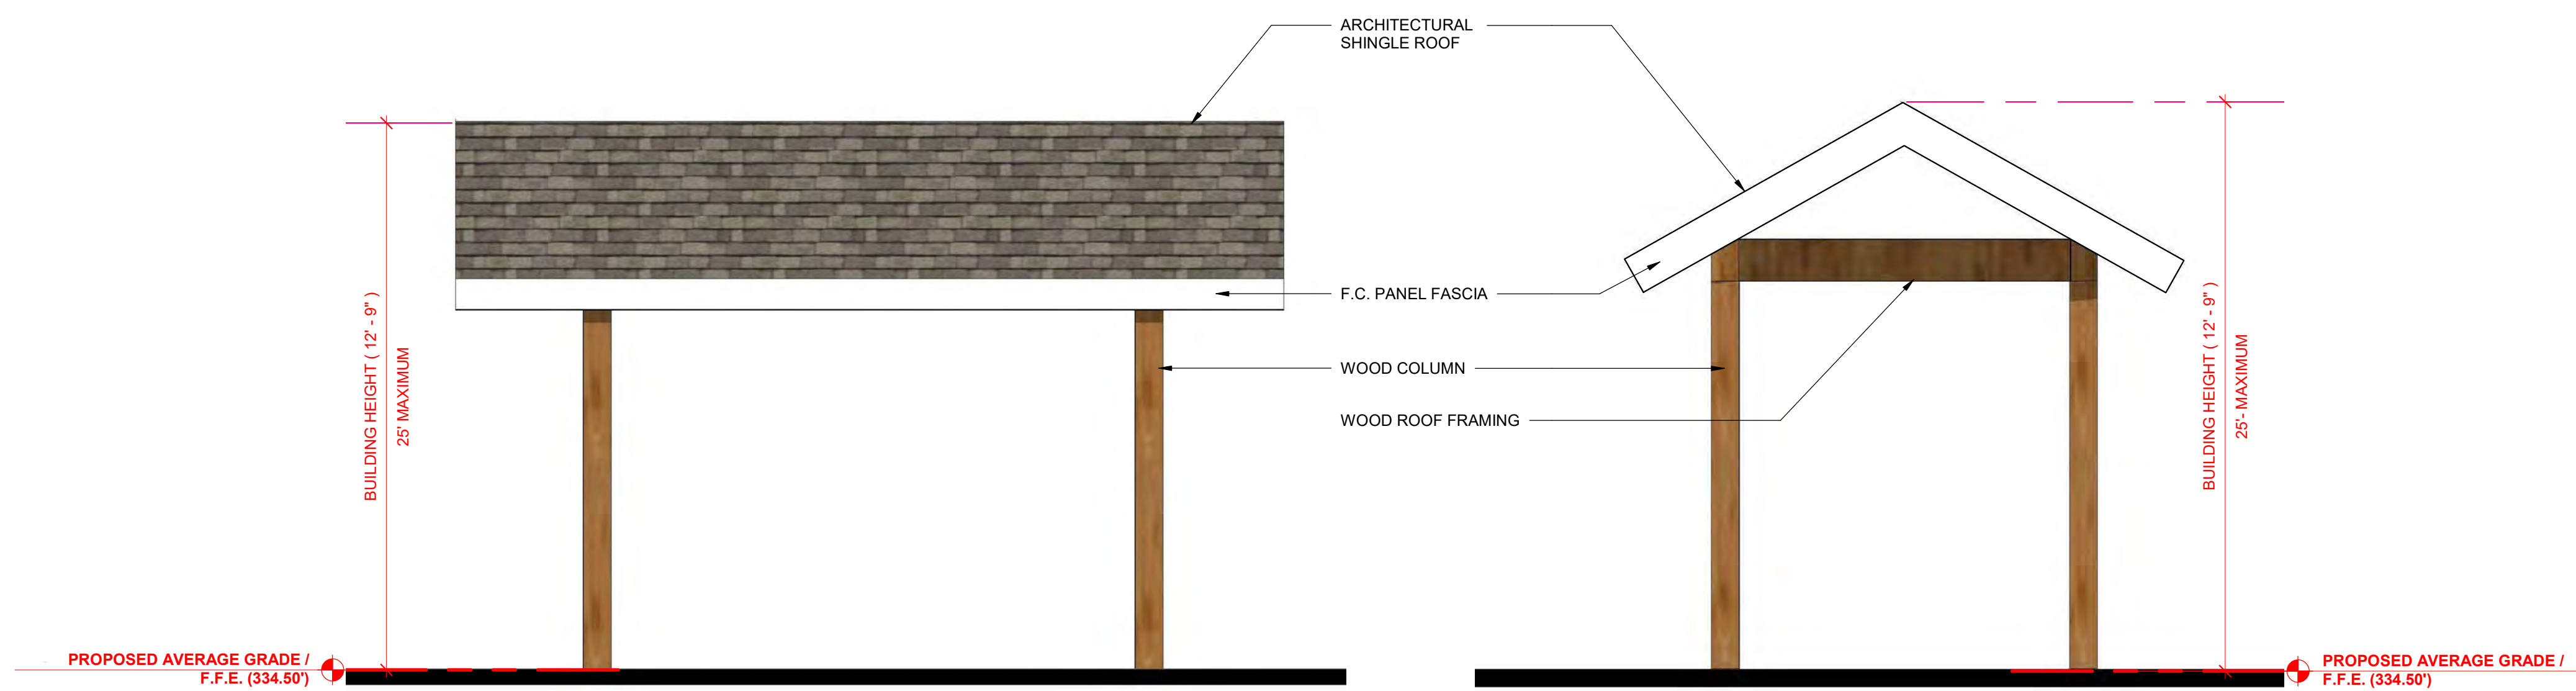 ARCHITECTURAL
SHINGLE ROOF
F.C. PANEL FASCIA
WOOD COLUMN
WOOD ROOF FRAMING
BUILDING HEIGHT ( 12' - 9" )
25' MAXIMUM
BUILDING HEIGHT ( 12' - 9" )
25'- MAXIMUM
PROPOSED AVERAGE GRADE /
F.F.E. (334.50')
PROPOSED AVERAGE GRADE /
F.F.E. (334.50')